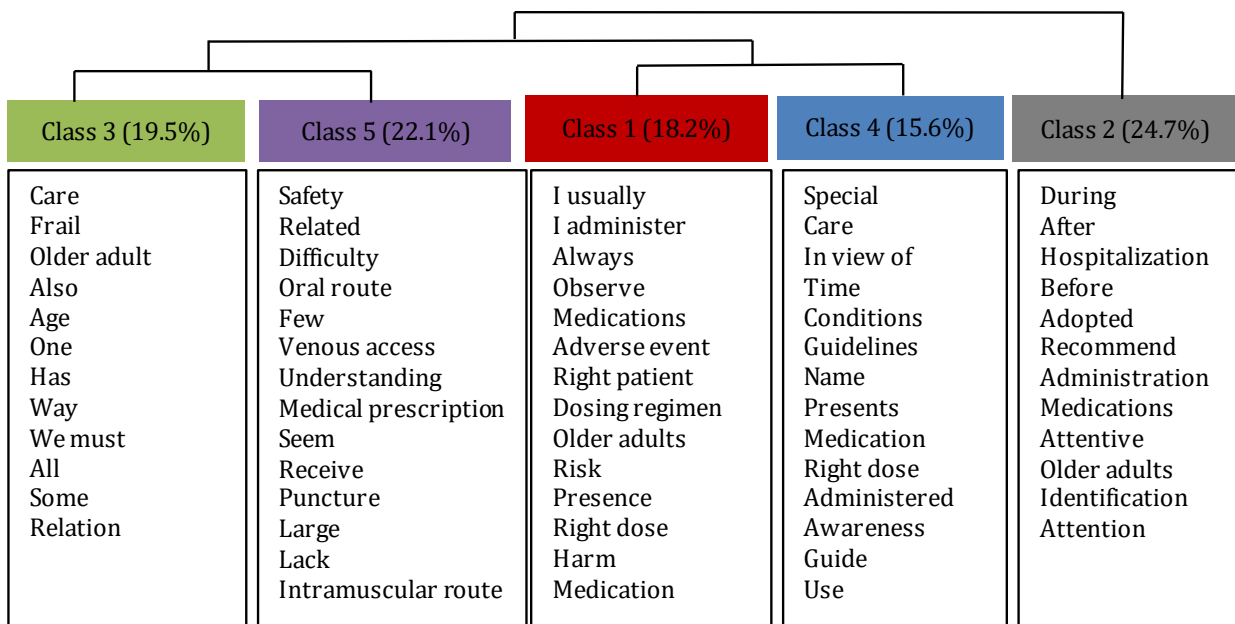 Class 3 (19.5%)
Class 5 (22.1%)
Class 1 (18.2%)
Class 4 (15.6%)
Class 2 (24.7%)
Care
Frail
Older adult
Also
Age
One
Has
Way
We must
All
Some
Relation
Safety
Related
Difficulty
Oral route
Few
Venous access
Understanding
Medical prescription
Seem
Receive
Puncture
Large
Lack
Intramuscular route
I usually
I administer
Always
Observe
Medications
Adverse event
Right patient
Dosing regimen
Older adults
Risk
Presence
Right dose
Harm
Medication
Special
Care
In view of
Time
Conditions
Guidelines
Name
Presents
Medication
Right dose
Administered
Awareness
Guide
Use
During
After
Hospitalization
Before
Adopted
Recommend
Administration
Medications
Attentive
Older adults
Identification
Attention